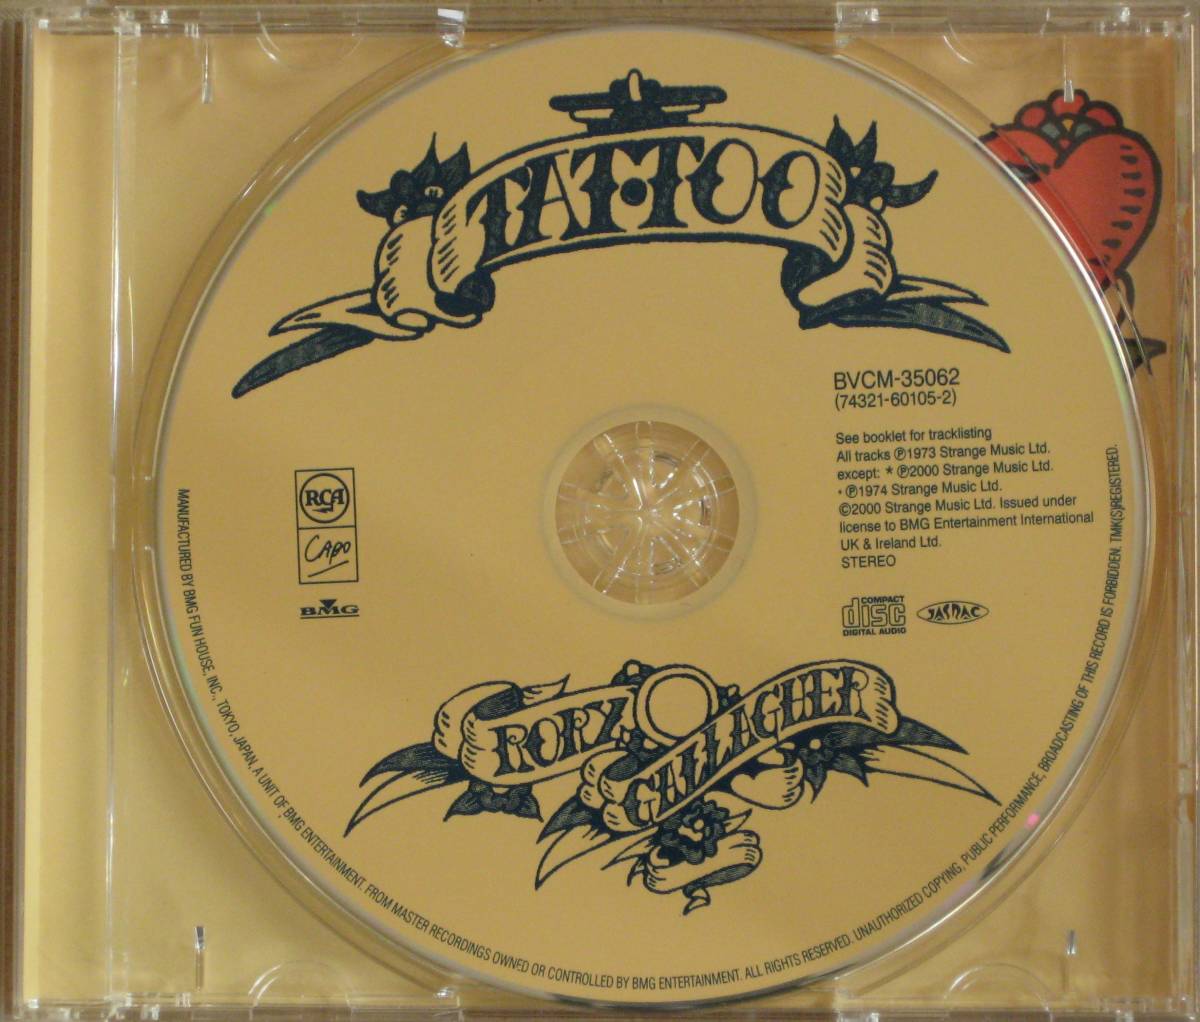 TAT·TOO
BVCM-35062
(74321-60105-2)
See booklet for tracklisting
All tracks ℗1973 Strange Music Ltd.
except: * ℗2000 Strange Music Ltd.
• ℗1974 Strange Music Ltd.
©2000 Strange Music Ltd. Issued under
license to BMG Entertainment International
UK & Ireland Ltd.
STEREO
RCA
CAPO
BMG
COMPACT
disc
DIGITAL AUDIO
JASRAC
RORY
GALLAGHER
MANUFACTURED BY BMG FUN HOUSE, INC., TOKYO, JAPAN, A UNIT OF BMG ENTERTAINMENT. FROM MASTER RECORDINGS OWNED OR CONTROLLED BY BMG ENTERTAINMENT. ALL RIGHTS RESERVED. UNAUTHORIZED COPYING, PUBLIC PERFORMANCE, BROADCASTING OF THIS RECORD IS FORBIDDEN. TMK(S)REGISTERED.